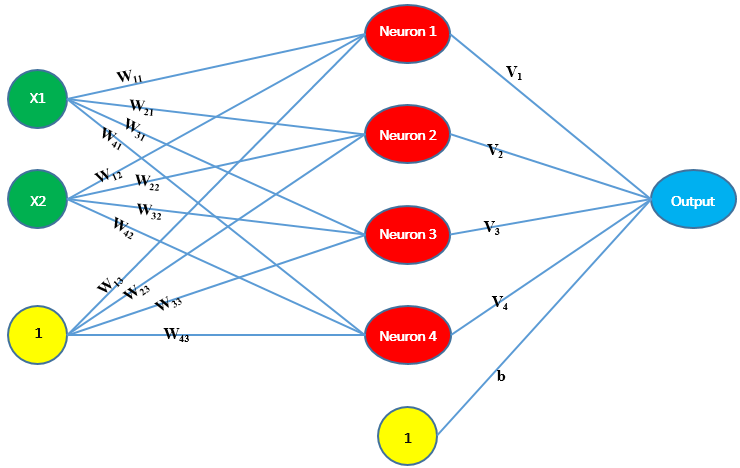 Neuron 1
W11
V1
X1
W21
W31
W41
Neuron 2
V2
W12
W22
X2
W32
W42
Output
Neuron 3
V3
W13
W23
W33
V4
1
W43
Neuron 4
b
1